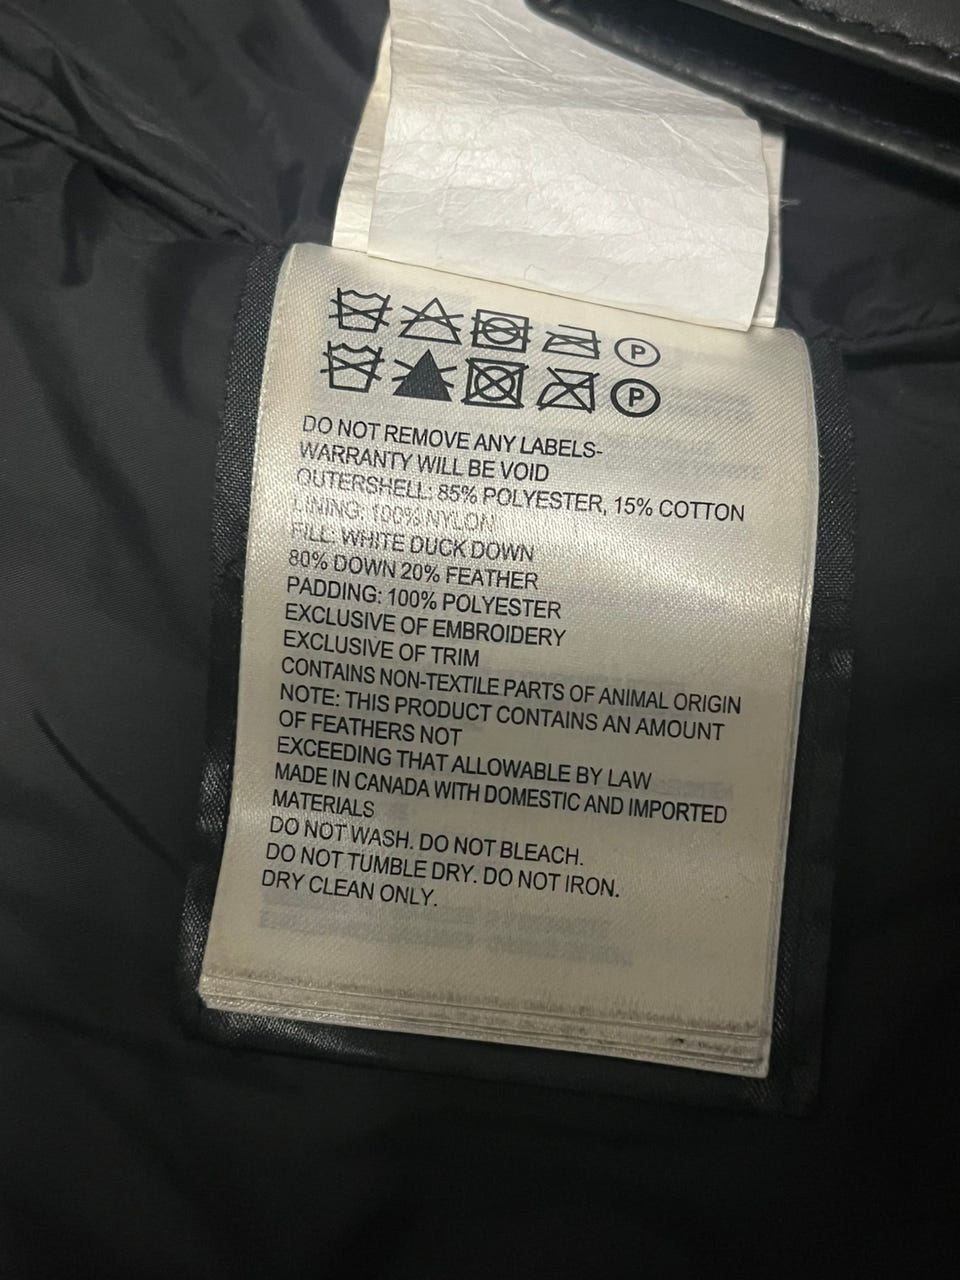 P
P
DO NOT REMOVE ANY LABELS-
WARRANTY WILL BE VOID
OUTERSHELL: 85% POLYESTER, 15% COTTON
LINING: 100% NYLON
FILL: WHITE DUCK DOWN
80% DOWN 20% FEATHER
PADDING: 100% POLYESTER
EXCLUSIVE OF EMBROIDERY
EXCLUSIVE OF TRIM
CONTAINS NON-TEXTILE PARTS OF ANIMAL ORIGIN
NOTE: THIS PRODUCT CONTAINS AN AMOUNT
OF FEATHERS NOT
EXCEEDING THAT ALLOWABLE BY LAW
MADE IN CANADA WITH DOMESTIC AND IMPORTED
MATERIALS
DO NOT WASH. DO NOT BLEACH.
DO NOT TUMBLE DRY. DO NOT IRON.
DRY CLEAN ONLY.